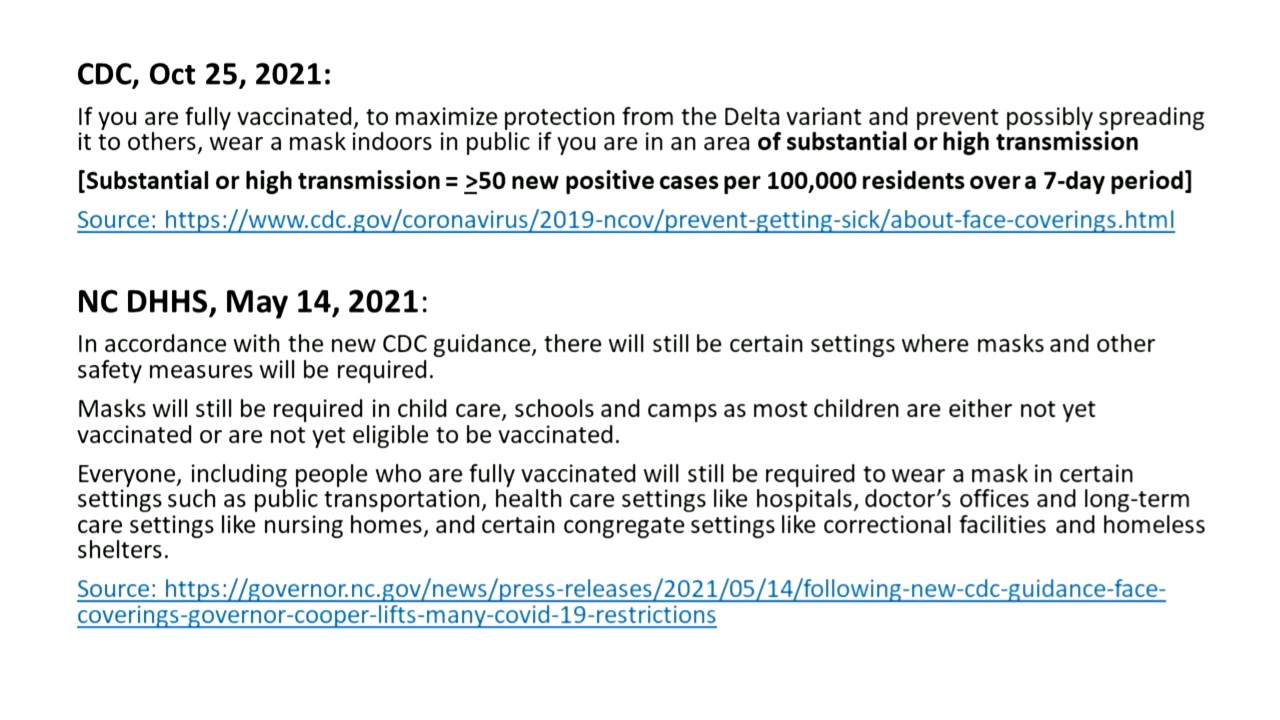 CDC, Oct 25, 2021:
If you are fully vaccinated, to maximize protection from the Delta variant and prevent possibly spreading
it to others, wear a mask indoors in public if you are in an area of substantial or high transmission
[Substantial or high transmission = ≥50 new positive cases per 100,000 residents over a 7-day period]
Source: https://www.cdc.gov/coronavirus/2019-ncov/prevent-getting-sick/about-face-coverings.html
NC DHHS, May 14, 2021:
In accordance with the new CDC guidance, there will still be certain settings where masks and other
safety measures will be required.
Masks will still be required in child care, schools and camps as most children are either not yet
vaccinated or are not yet eligible to be vaccinated.
Everyone, including people who are fully vaccinated will still be required to wear a mask in certain
settings such as public transportation, health care settings like hospitals, doctor’s offices and long-term
care settings like nursing homes, and certain congregate settings like correctional facilities and homeless
shelters.
Source: https://governor.nc.gov/news/press-releases/2021/05/14/following-new-cdc-guidance-face-
coverings-governor-cooper-lifts-many-covid-19-restrictions